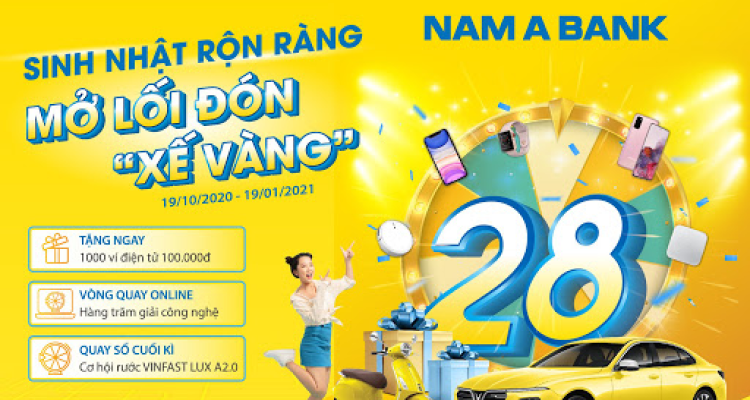 NAM A BANK
SINH NHẬT RỘN RÀNG
MỞ LỐI ĐÓN
“XẾ VÀNG”
19/10/2020 - 19/01/2021
28
TẶNG NGAY
1000 ví điện tử 100.000đ
VÒNG QUAY ONLINE
Hàng trăm giải công nghệ
QUAY SỐ CUỐI KÌ
Cơ hội rước VINFAST LUX A2.0